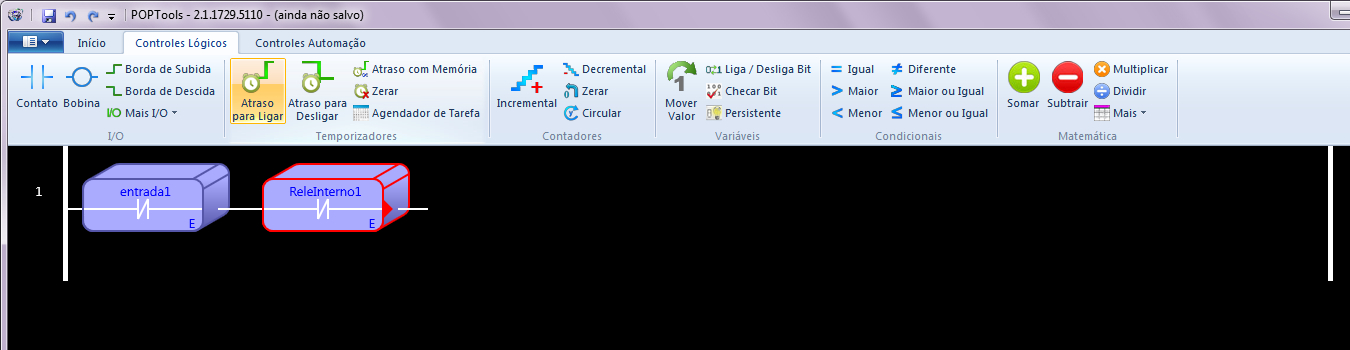 POPTools - 2.1.1729.5110 - (ainda não salvo)
Início Controles Lógicos Controles Automação
Contato
Bobina
Borda de Subida
Borda de Descida
I/O Mais I/O
I/O
Atraso
para Ligar
Atraso para
Desligar
Atraso com Memória
Zerar
Agendador de Tarefa
Temporizadores
Incremental
Decremental
Zerar
Circular
Contadores
1
Mover
Valor
Liga / Desliga Bit
Checar Bit
Persistente
Variáveis
= Igual
> Maior
< Menor
≠ Diferente
≥ Maior ou Igual
≤ Menor ou Igual
Condicionais
Somar
Subtrair
Multiplicar
Dividir
Mais
Matemática
1
entrada1
E
ReleInterno1
E